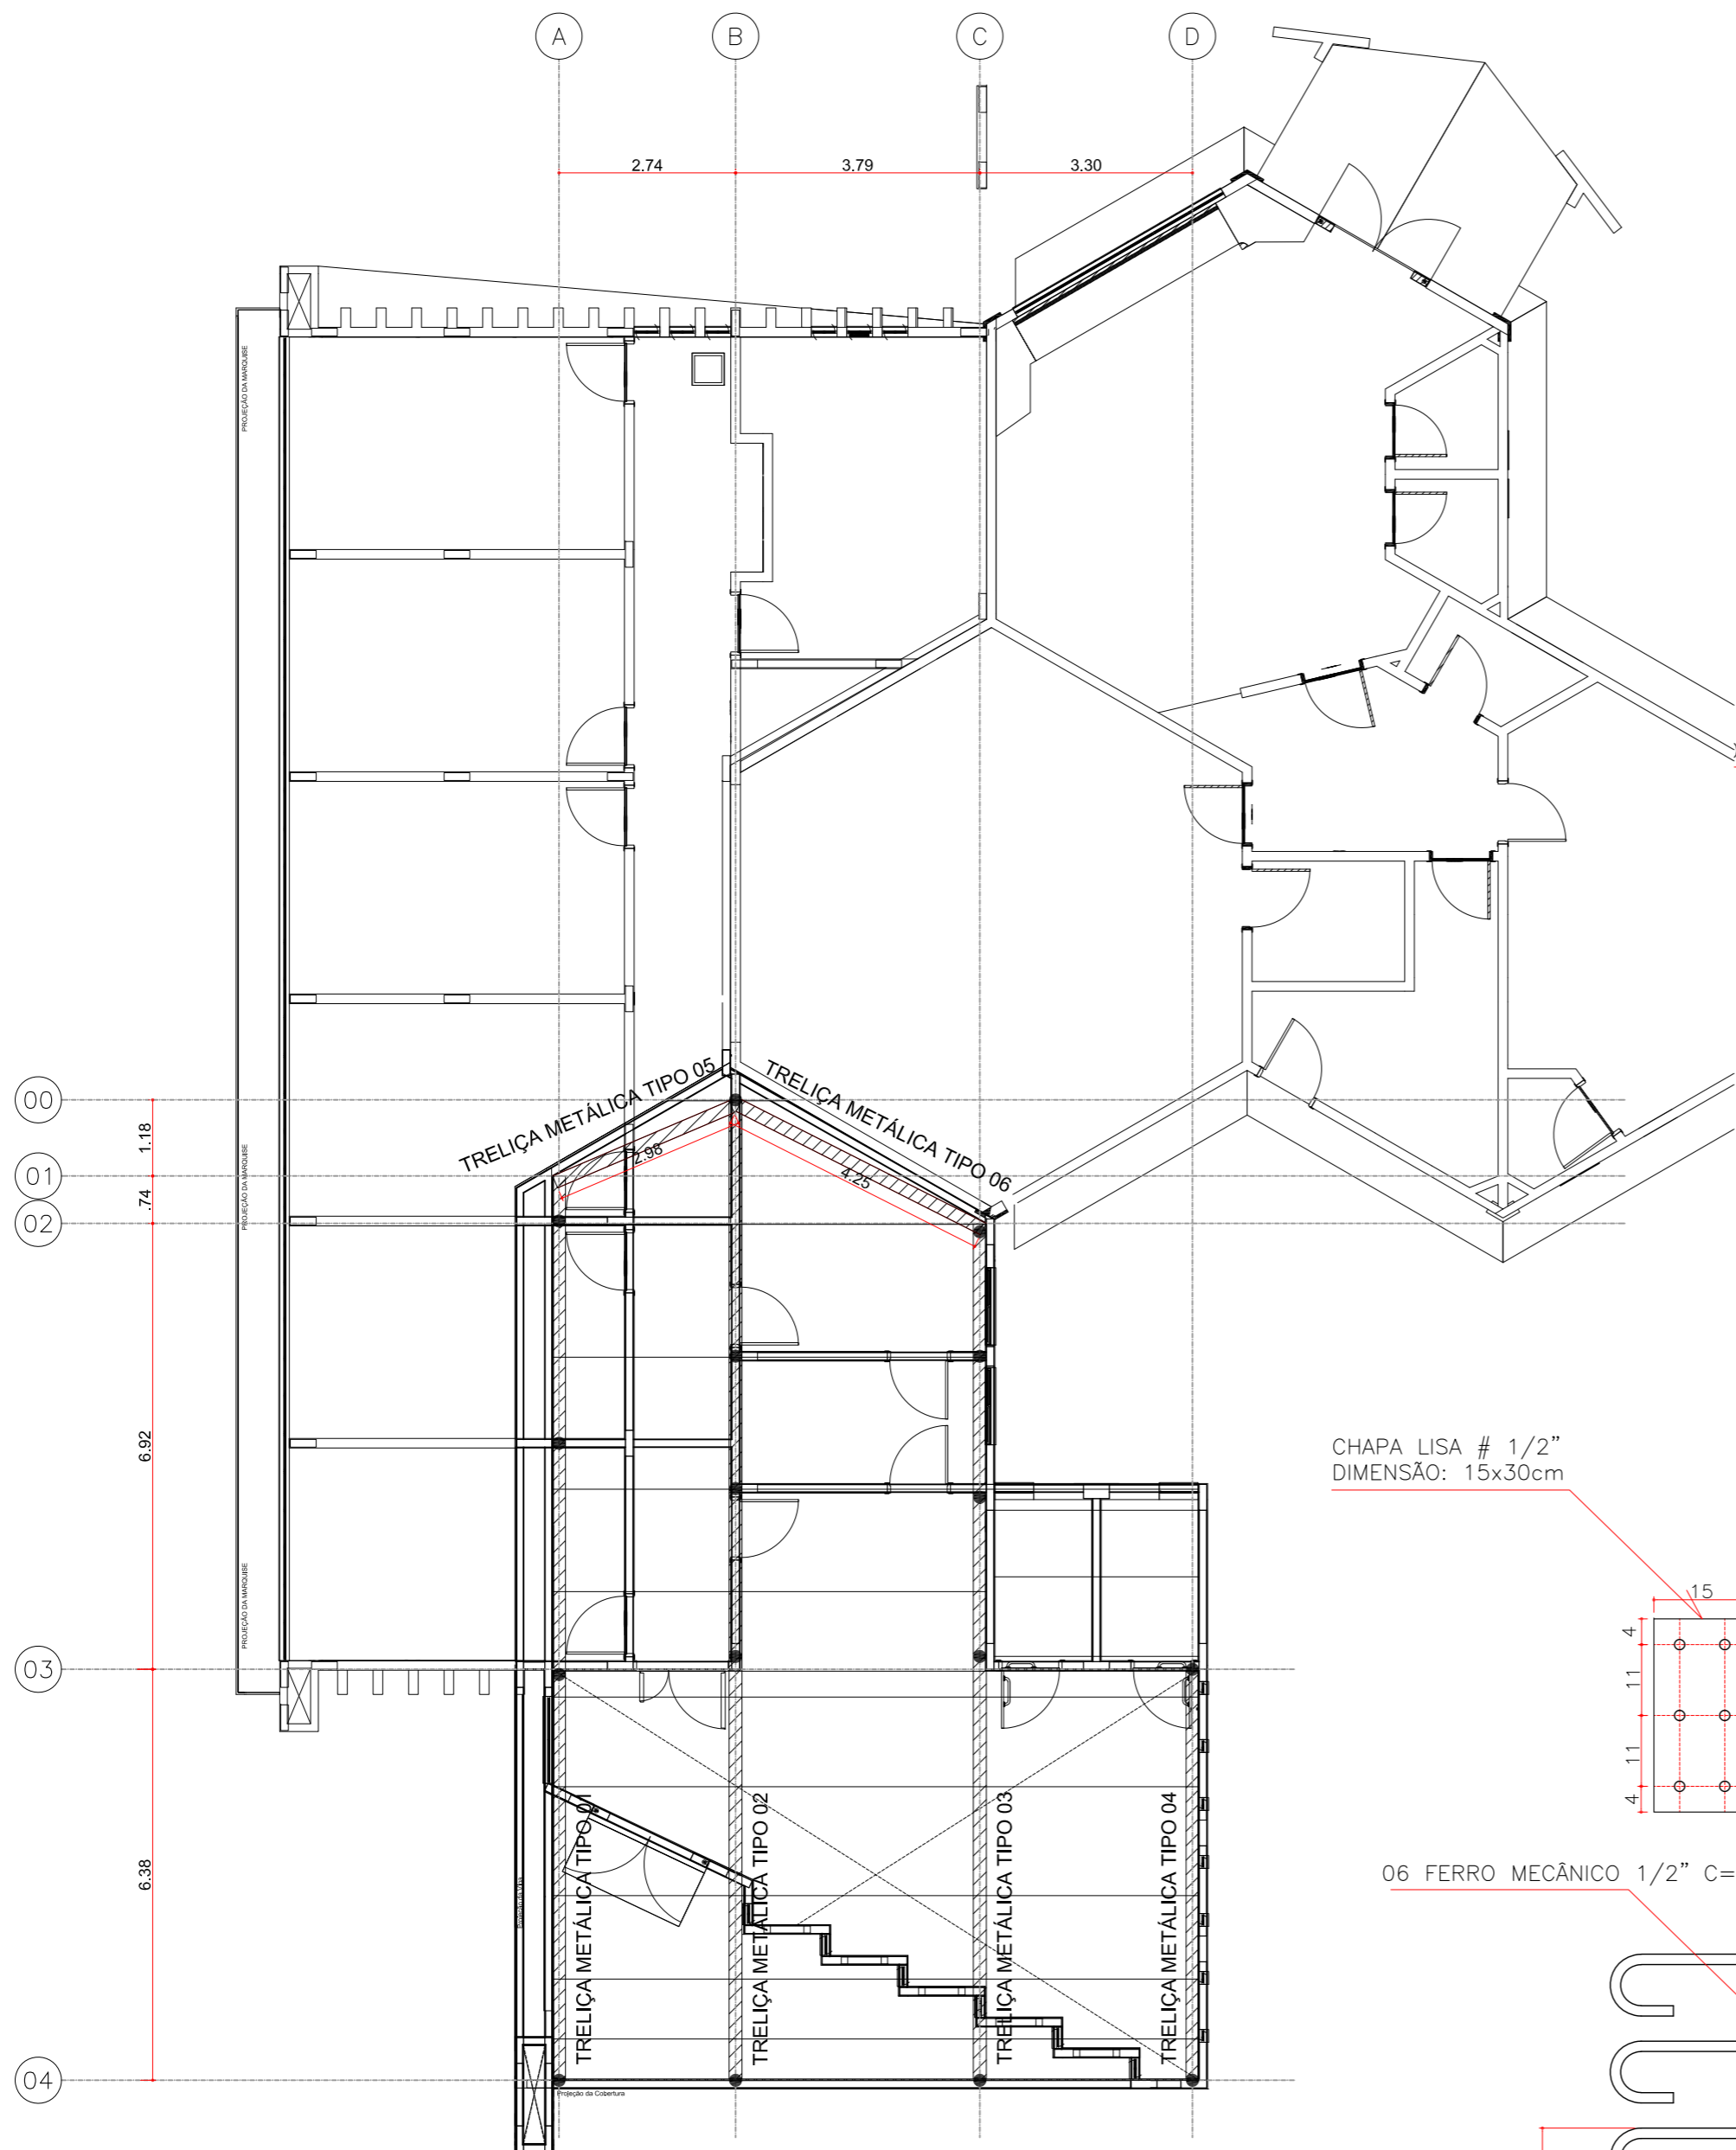 A B C D
2.74 3.79 3.30
PROJEÇÃO DA MARQUISE
TRELIÇA METÁLICA TIPO 05
TRELIÇA METÁLICA TIPO 06
00
1.18
2.98
4.25
01
.74
02
PROJEÇÃO DA MARQUISE
6.92
CHAPA LISA # 1/2"
DIMENSÃO: 15x30cm
PROJEÇÃO DA MARQUISE
15
4
11
11
4
03
6.38
TRELIÇA METÁLICA TIPO 01
TRELIÇA METÁLICA TIPO 02
TRELIÇA METÁLICA TIPO 03
TRELIÇA METÁLICA TIPO 04
06 FERRO MECÂNICO 1/2" C=
04
Projeção da Cobertura